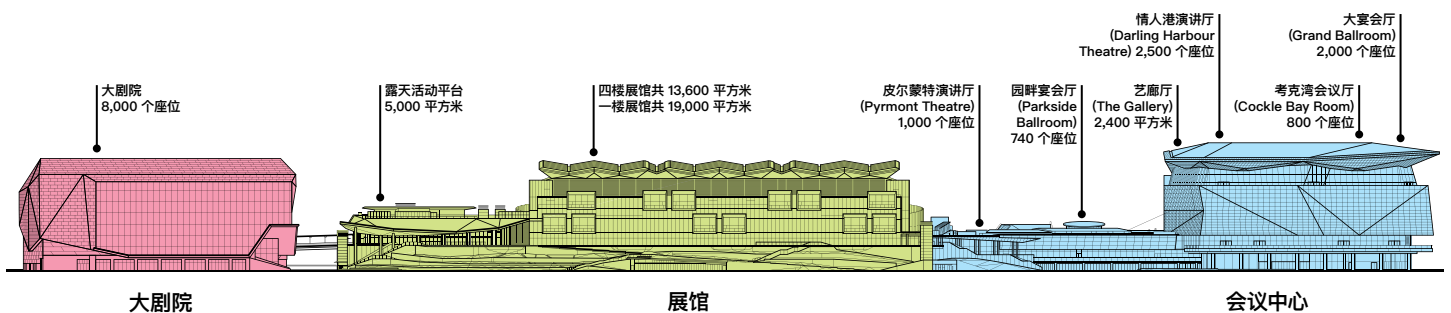 大剧院
8,000 个座位
露天活动平台
5,000 平方米
四楼展馆共 13,600 平方米
一楼展馆共 19,000 平方米
皮尔蒙特演讲厅
(Pyrmont Theatre)
1,000 个座位
园畔宴会厅
(Parkside
Ballroom)
740 个座位
艺廊厅
(The Gallery)
2,400 平方米
情人港演讲厅
(Darling Harbour
Theatre) 2,500 个座位
考克湾会议厅
(Cockle Bay Room)
800 个座位
大宴会厅
(Grand Ballroom)
2,000 个座位
大剧院
展馆
会议中心